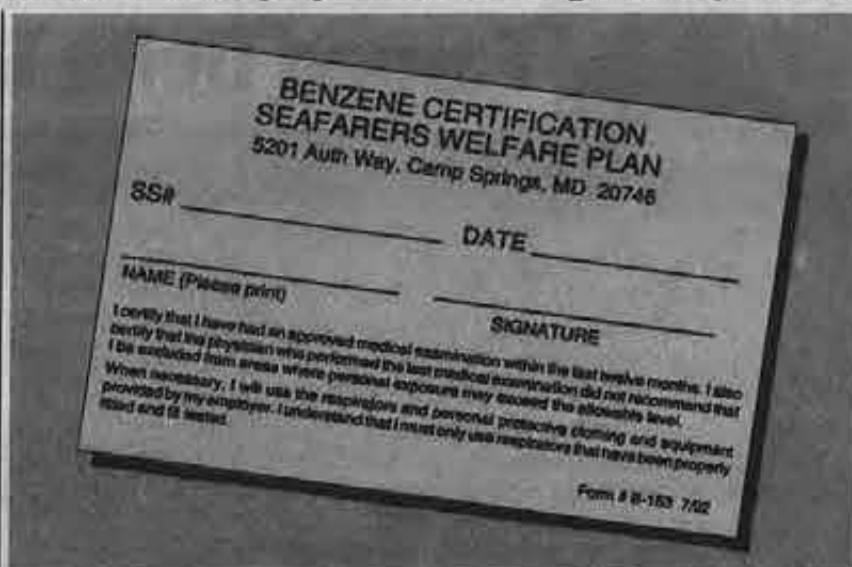 BENZENE CERTIFICATION
SEAFARERS WELFARE PLAN
5201 Auth Way, Camp Springs, MD 20746
SS# DATE
NAME (Please print) SIGNATURE
I certify that I have had an approved medical examination within the last twelve months. I also
certify that the physician who performed the last medical examination did not recommend that
I be excluded from areas where personal exposure may exceed the allowable level.
When necessary, I will use the respirators and personal protective clothing and equipment
provided by my employer. I understand that I must only use respirators that have been properly
fitted and fit tested.
Form # B-153 7/92